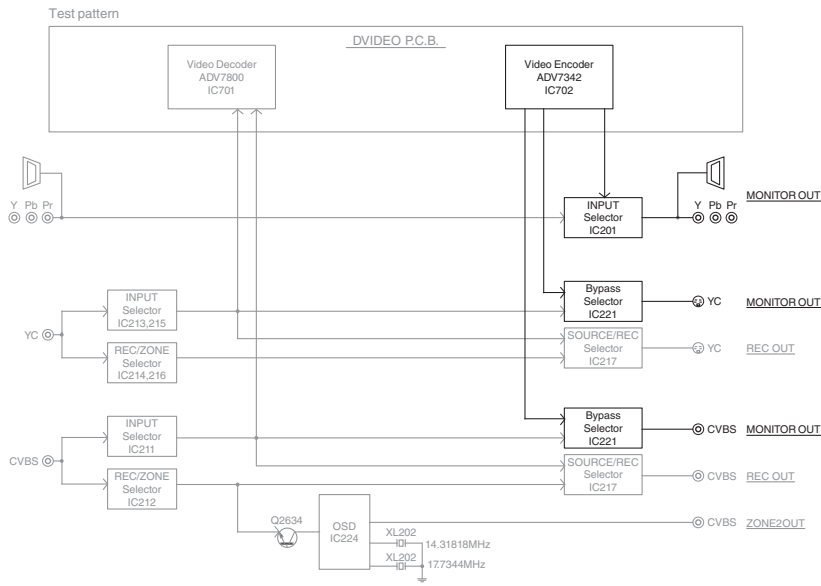 Test pattern
DVIDEO P.C.B.
Video Decoder
ADV7800
IC701
Video Encoder
ADV7342
IC702
Y Pb Pr
INPUT
Selector
IC201
Y Pb Pr
MONITOR OUT
YC
INPUT
Selector
IC213,215
Bypass
Selector
IC221
YC
MONITOR OUT
REC/ZONE
Selector
IC214,216
SOURCE/REC
Selector
IC217
YC
REC OUT
CVBS
INPUT
Selector
IC211
Bypass
Selector
IC221
CVBS
MONITOR OUT
REC/ZONE
Selector
IC212
SOURCE/REC
Selector
IC217
CVBS
REC OUT
Q2634
OSD
IC224
CVBS
ZONE2OUT
XL202
14.31818MHz
XL202
17.7344MHz